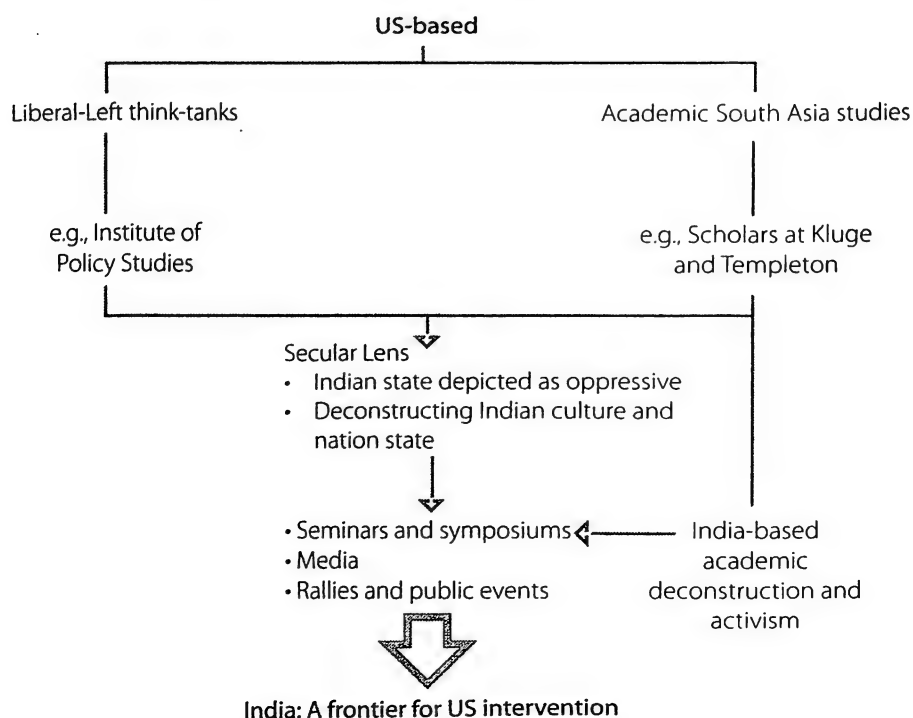 US-based
Liberal-Left think-tanks
Academic South Asia studies
e.g., Institute of
Policy Studies
e.g., Scholars at Kluge
and Templeton
Secular Lens
• Indian state depicted as oppressive
• Deconstructing Indian culture and
nation state
• Seminars and symposiums
• Media
• Rallies and public events
India-based
academic
deconstruction and
activism
India: A frontier for US intervention